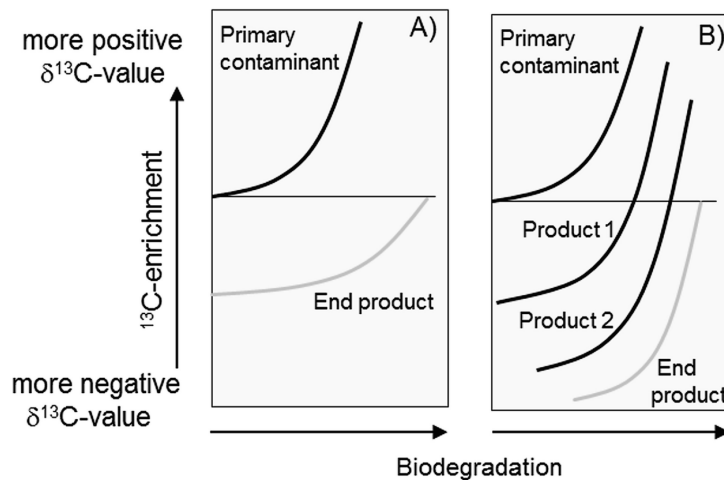 more positive
δ¹³C-value
¹³C-enrichment
more negative
δ¹³C-value
A)
Primary
contaminant
End product
B)
Primary
contaminant
Product 1
Product 2
End
product
Biodegradation